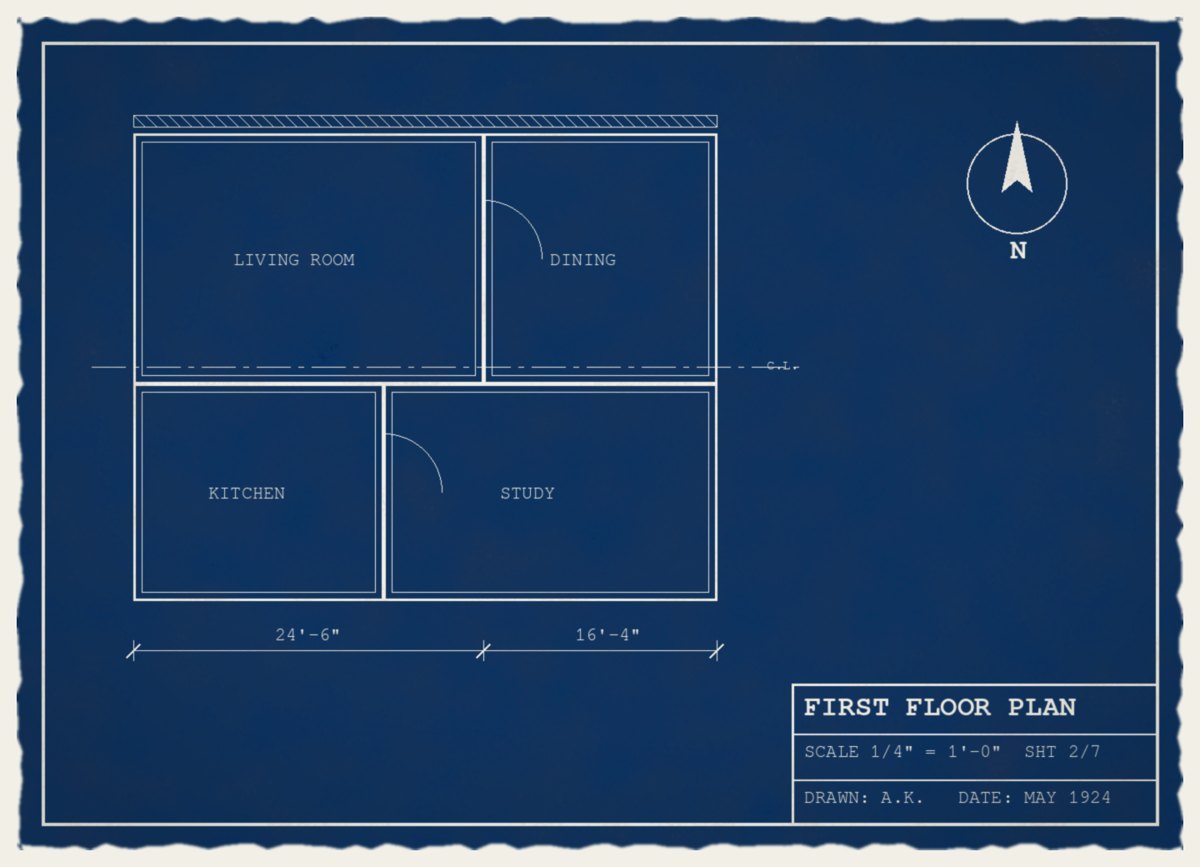 N
LIVING ROOM
DINING
C.L.
KITCHEN
STUDY
24'-6"
16'-4"
FIRST FLOOR PLAN
SCALE 1/4" = 1'-0" SHT 2/7
DRAWN: A.K. DATE: MAY 1924